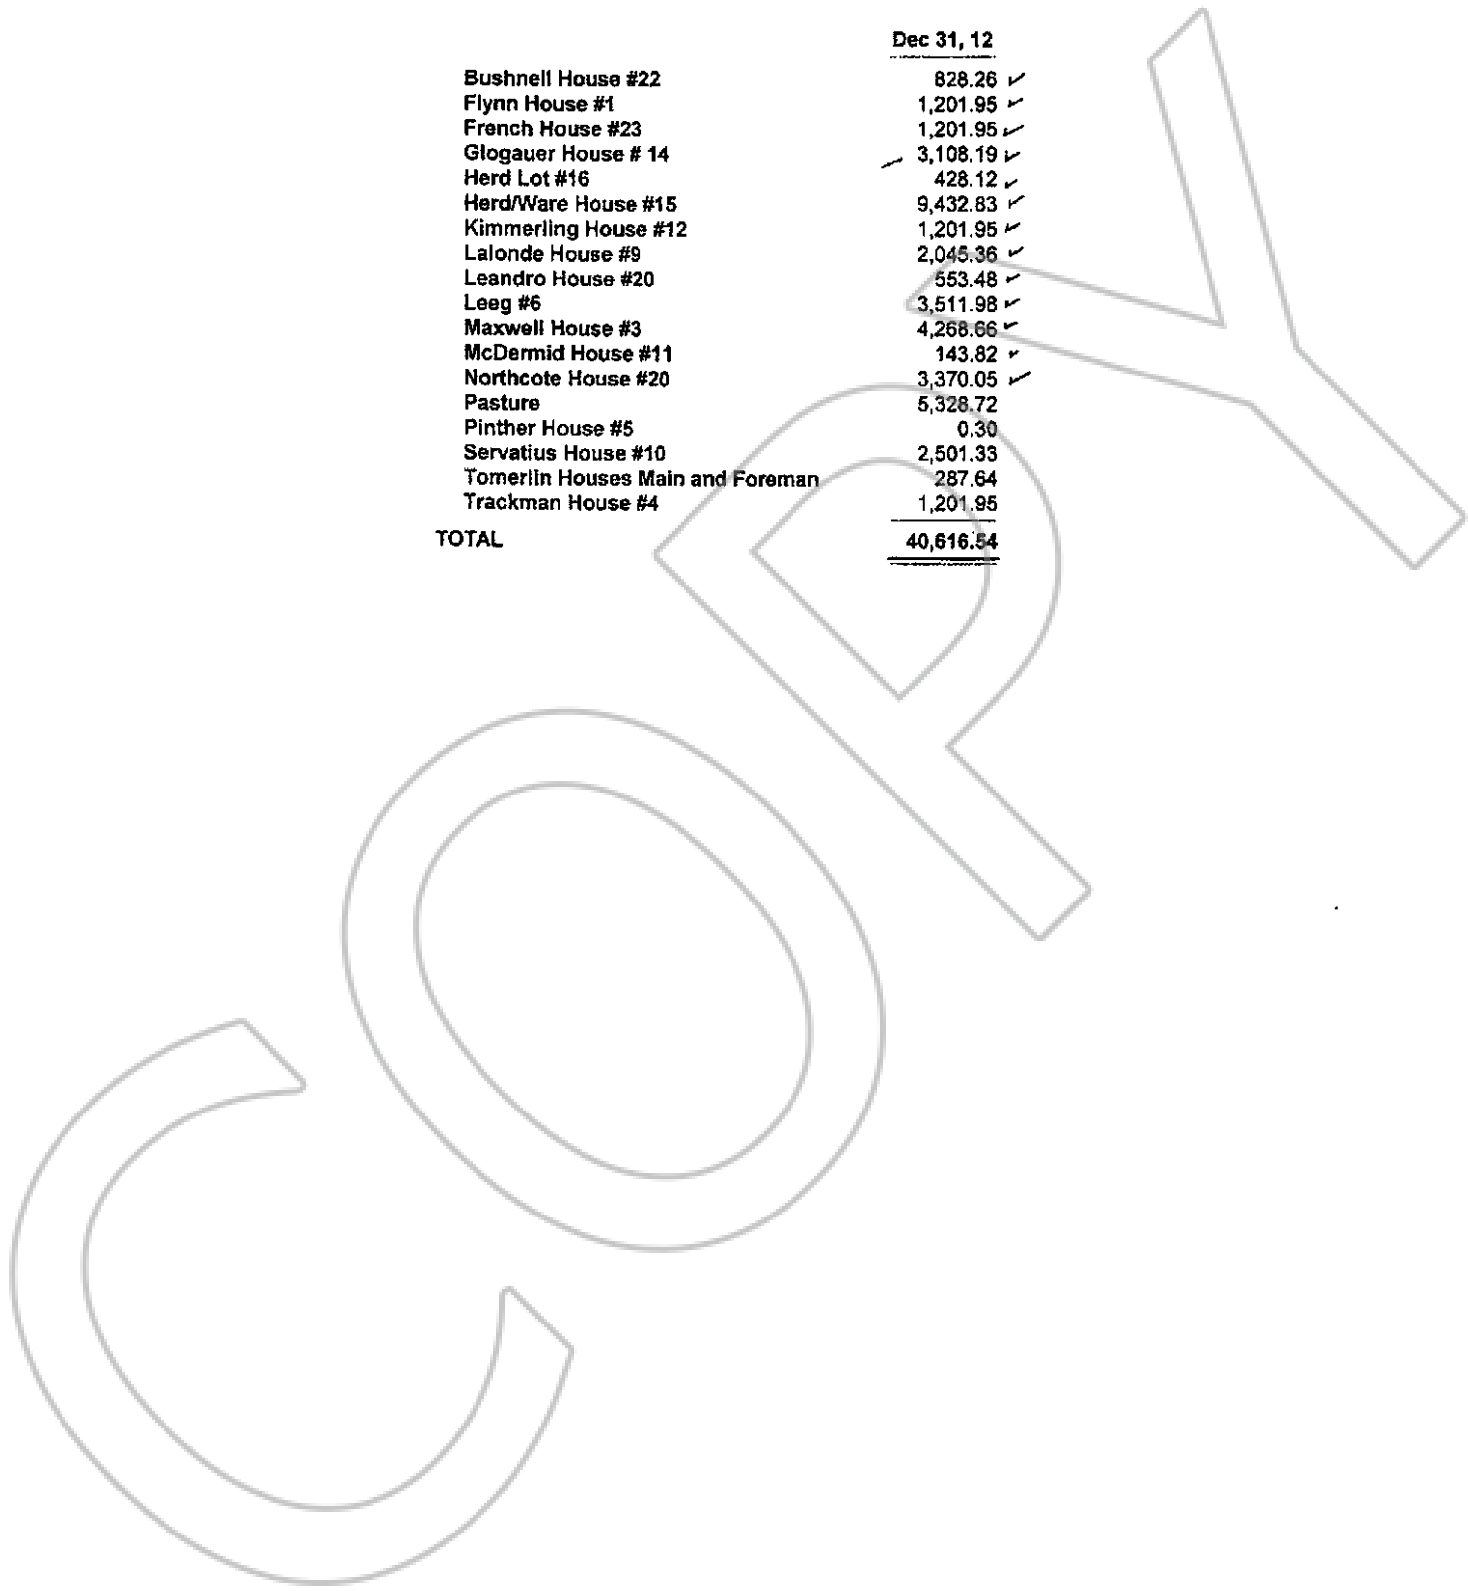 Dec 31, 12
Bushnell House #22 828.26
Flynn House #1 1,201.95
French House #23 1,201.95
Glogauer House # 14 3,108.19
Herd Lot #16 428.12
Herd/Ware House #15 9,432.83
Kimmerling House #12 1,201.95
Lalonde House #9 2,045.36
Leandro House #20 553.48
Leeg #6 3,511.98
Maxwell House #3 4,268.66
McDermid House #11 143.82
Northcote House #20 3,370.05
Pasture 5,328.72
Pinther House #5 0.30
Servatius House #10 2,501.33
Tomerlin Houses Main and Foreman 287.64
Trackman House #4 1,201.95
TOTAL 40,616.54
COPY